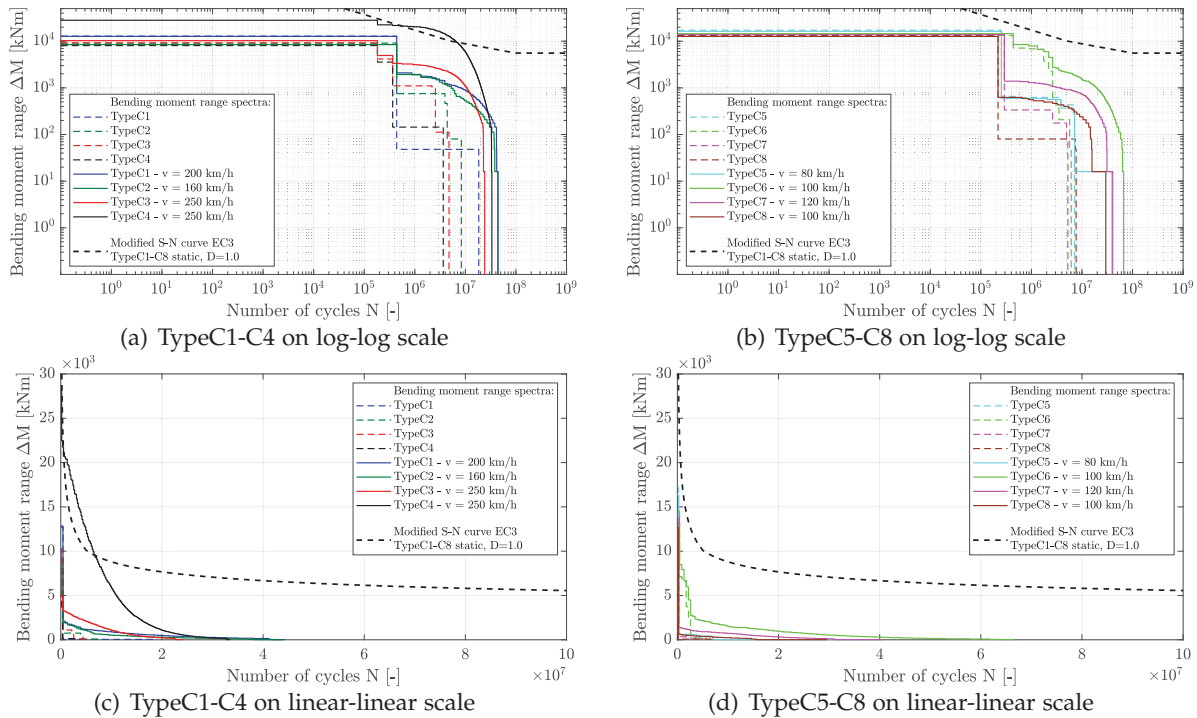 Bending moment range ΔM [kNm]
10^4
10^3
10^2
10^1
10^0
Bending moment range spectra:
TypeC1
TypeC2
TypeC3
TypeC4
TypeC1 - v = 200 km/h
TypeC2 - v = 160 km/h
TypeC3 - v = 250 km/h
TypeC4 - v = 250 km/h
Modified S-N curve EC3
TypeC1-C8 static, D=1.0
10^0 10^1 10^2 10^3 10^4 10^5 10^6 10^7 10^8 10^9
Number of cycles N [-]
(a) TypeC1-C4 on log-log scale
Bending moment range ΔM [kNm]
10^4
10^3
10^2
10^1
10^0
Bending moment range spectra:
TypeC5
TypeC6
TypeC7
TypeC8
TypeC5 - v = 80 km/h
TypeC6 - v = 100 km/h
TypeC7 - v = 120 km/h
TypeC8 - v = 100 km/h
Modified S-N curve EC3
TypeC1-C8 static, D=1.0
10^0 10^1 10^2 10^3 10^4 10^5 10^6 10^7 10^8 10^9
Number of cycles N [-]
(b) TypeC5-C8 on log-log scale
×10^3
Bending moment range ΔM [kNm]
30
25
20
15
10
5
0
Bending moment range spectra:
TypeC1
TypeC2
TypeC3
TypeC4
TypeC1 - v = 200 km/h
TypeC2 - v = 160 km/h
TypeC3 - v = 250 km/h
TypeC4 - v = 250 km/h
Modified S-N curve EC3
TypeC1-C8 static, D=1.0
0 2 4 6 8 10
Number of cycles N [-]
×10^7
(c) TypeC1-C4 on linear-linear scale
×10^3
Bending moment range ΔM [kNm]
30
25
20
15
10
5
0
Bending moment range spectra:
TypeC5
TypeC6
TypeC7
TypeC8
TypeC5 - v = 80 km/h
TypeC6 - v = 100 km/h
TypeC7 - v = 120 km/h
TypeC8 - v = 100 km/h
Modified S-N curve EC3
TypeC1-C8 static, D=1.0
0 2 4 6 8 10
Number of cycles N [-]
×10^7
(d) TypeC5-C8 on linear-linear scale